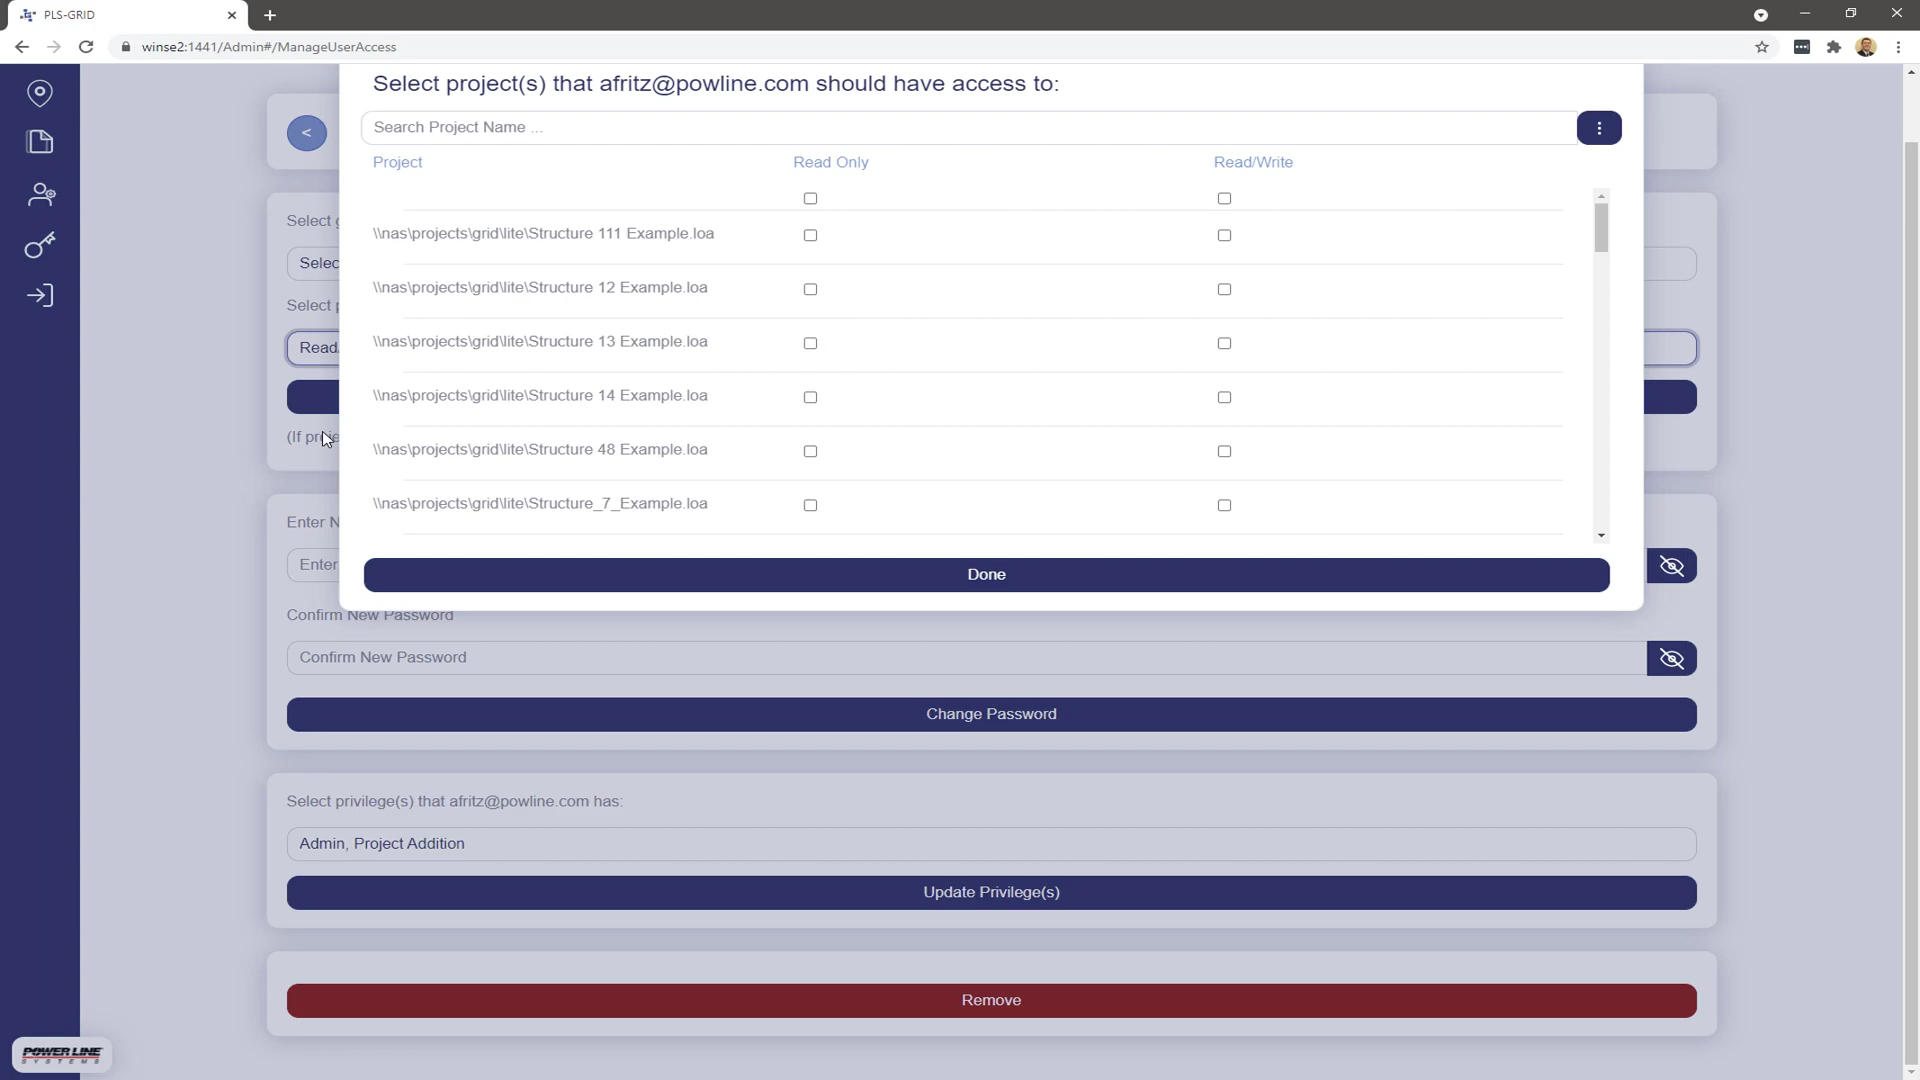 PLS-GRID
winse2:1441/Admin#/ManageUserAccess
Select project(s) that afritz@powline.com should have access to:
<
Search Project Name ...
Project Read Only Read/Write
Select
\\nas\projects\grid\lite\Structure 111 Example.loa
Selec
\\nas\projects\grid\lite\Structure 12 Example.loa
Select
\\nas\projects\grid\lite\Structure 13 Example.loa
Read/
\\nas\projects\grid\lite\Structure 14 Example.loa
(If proje
\\nas\projects\grid\lite\Structure 48 Example.loa
\\nas\projects\grid\lite\Structure_7_Example.loa
Enter N
Enter
Done
Confirm New Password
Confirm New Password
Change Password
Select privilege(s) that afritz@powline.com has:
Admin, Project Addition
Update Privilege(s)
Remove
POWER LINE
SYSTEMS